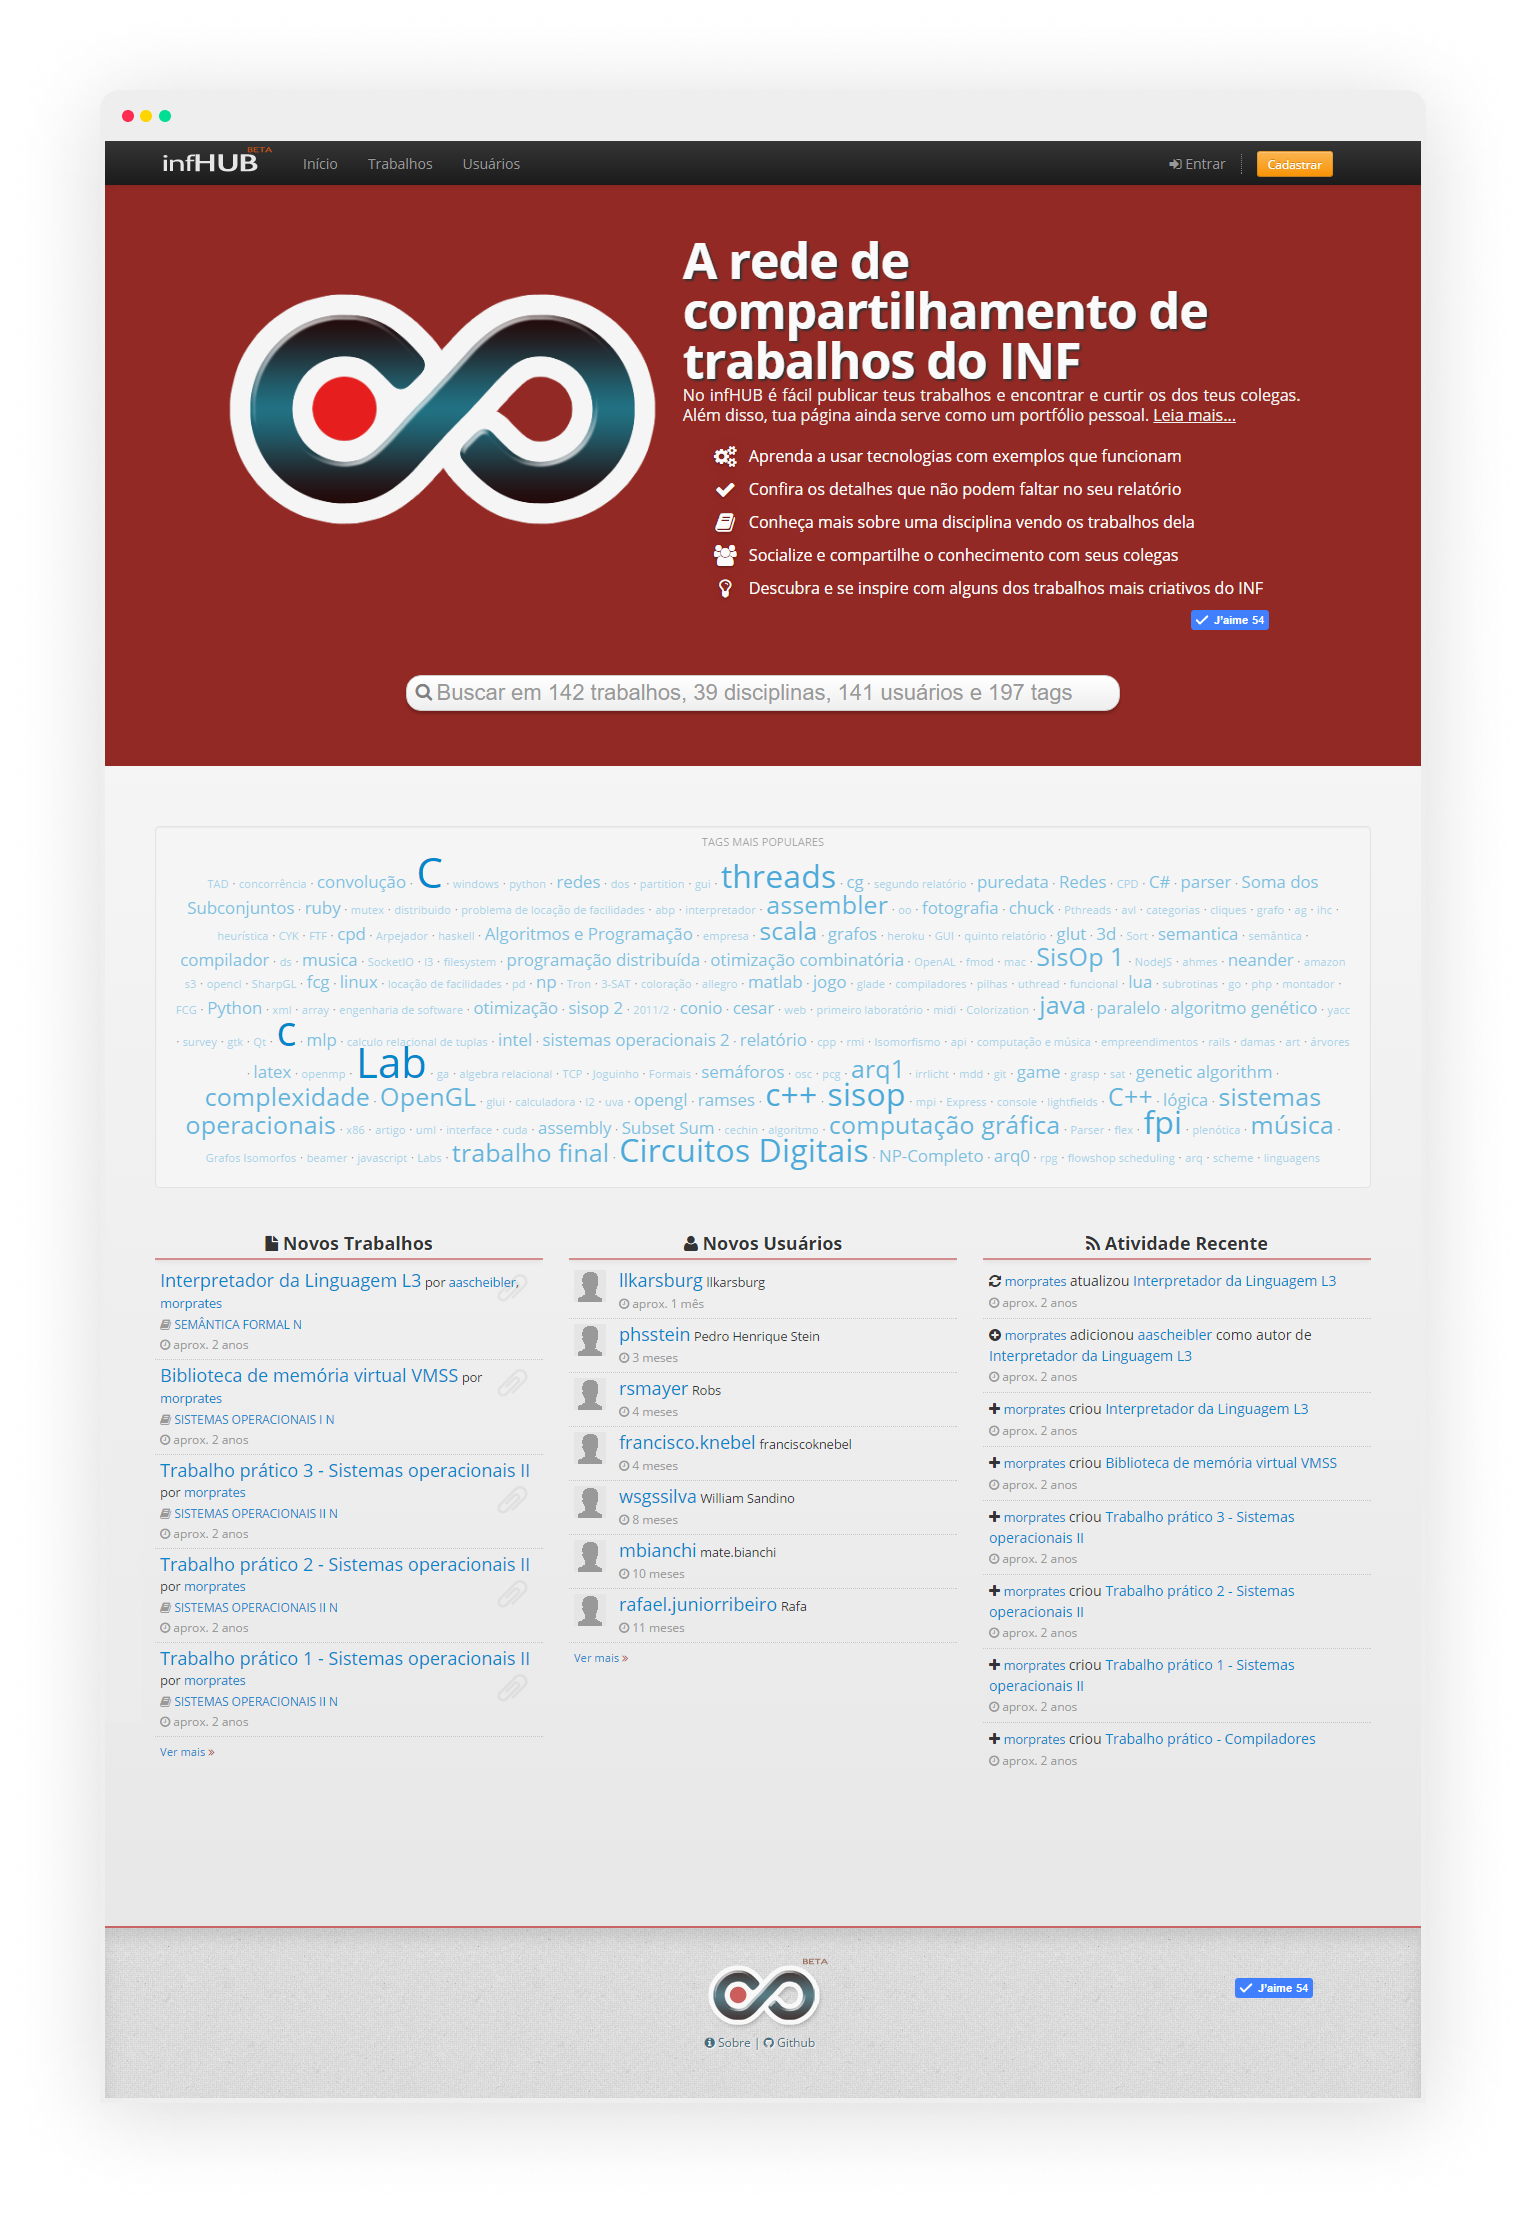 infHUB BETA
Início Trabalhos Usuários Entrar Cadastrar
A rede de
compartilhamento de
trabalhos do INF
No infHUB é fácil publicar teus trabalhos e encontrar e curtir os dos teus colegas.
Além disso, tua página ainda serve como um portfólio pessoal. Leia mais...
Aprenda a usar tecnologias com exemplos que funcionam
Confira os detalhes que não podem faltar no seu relatório
Conheça mais sobre uma disciplina vendo os trabalhos dela
Socialize e compartilhe o conhecimento com seus colegas
Descubra e se inspire com alguns dos trabalhos mais criativos do INF
J'aime 54
Buscar em 142 trabalhos, 39 disciplinas, 141 usuários e 197 tags
TAGS MAIS POPULARES
TAD · concorrência · convolução · C · windows · python · redes · dos · partition · gui · threads · cg · segundo relatório · puredata · Redes · CPD · C# · parser · Soma dos
Subconjuntos · ruby · mutex · distribuido · problema de locação de facilidades · abp · interpretador · assembler · oo · fotografia · chuck · Pthreads · avl · categorias · cliques · grafo · ag · ihc ·
heurística · CYK · FTF · cpd · Arpejador · haskell · Algoritmos e Programação · empresa · scala · grafos · heroku · GUI · quinto relatório · glut · 3d · Sort · semantica · semântica ·
compilador · ds · musica · SocketIO · l3 · filesystem · programação distribuída · otimização combinatória · OpenAL · fmod · mac · SisOp 1 · NodeJS · ahmes · neander · amazon
s3 · opencl · SharpGL · fcg · linux · locação de facilidades · pd · np · Tron · 3-SAT · coloração · allegro · matlab · jogo · glade · compiladores · pilhas · uthread · funcional · lua · subrotinas · go · php · montador ·
FCG · Python · xml · array · engenharia de software · otimização · sisop 2 · 2011/2 · conio · cesar · web · primeiro laboratório · midi · Colorization · java · paralelo · algoritmo genético · yacc
· survey · gtk · Qt · c · mlp · calculo relacional de tuplas · intel · sistemas operacionais 2 · relatório · cpp · rmi · Isomorfismo · api · computação e música · empreendimentos · rails · damas · art · árvores
· latex · openmp · Lab · ga · algebra relacional · TCP · Joguinho · Formais · semáforos · osc · pcg · arq1 · irrlicht · mdd · git · game · grasp · sat · genetic algorithm ·
complexidade · OpenGL · glui · calculadora · l2 · uva · opengl · ramses · c++ · sisop · mpi · Express · console · lightfields · C++ · lógica · sistemas
operacionais · x86 · artigo · uml · interface · cuda · assembly · Subset Sum · cechin · algoritmo · computação gráfica · Parser · flex · fpi · plenótica · música ·
Grafos Isomorfos · beamer · javascript · Labs · trabalho final · Circuitos Digitais · NP-Completo · arq0 · rpg · flowshop scheduling · arq · scheme · linguagens
Novos Trabalhos
Interpretador da Linguagem L3 por aascheibler,
morprates
SEMÂNTICA FORMAL N
aprox. 2 anos
Biblioteca de memória virtual VMSS por
morprates
SISTEMAS OPERACIONAIS I N
aprox. 2 anos
Trabalho prático 3 - Sistemas operacionais II
por morprates
SISTEMAS OPERACIONAIS II N
aprox. 2 anos
Trabalho prático 2 - Sistemas operacionais II
por morprates
SISTEMAS OPERACIONAIS II N
aprox. 2 anos
Trabalho prático 1 - Sistemas operacionais II
por morprates
SISTEMAS OPERACIONAIS II N
aprox. 2 anos
Ver mais »
Novos Usuários
llkarsburg llkarsburg
aprox. 1 mês
phsstein Pedro Henrique Stein
3 meses
rsmayer Robs
4 meses
francisco.knebel franciscoknebel
4 meses
wsgssilva William Sandino
8 meses
mbianchi mate.bianchi
10 meses
rafael.juniorribeiro Rafa
11 meses
Ver mais »
Atividade Recente
morprates atualizou Interpretador da Linguagem L3
aprox. 2 anos
morprates adicionou aascheibler como autor de
Interpretador da Linguagem L3
aprox. 2 anos
morprates criou Interpretador da Linguagem L3
aprox. 2 anos
morprates criou Biblioteca de memória virtual VMSS
aprox. 2 anos
morprates criou Trabalho prático 3 - Sistemas
operacionais II
aprox. 2 anos
morprates criou Trabalho prático 2 - Sistemas
operacionais II
aprox. 2 anos
morprates criou Trabalho prático 1 - Sistemas
operacionais II
aprox. 2 anos
morprates criou Trabalho prático - Compiladores
aprox. 2 anos
BETA
J'aime 54
Sobre | Github